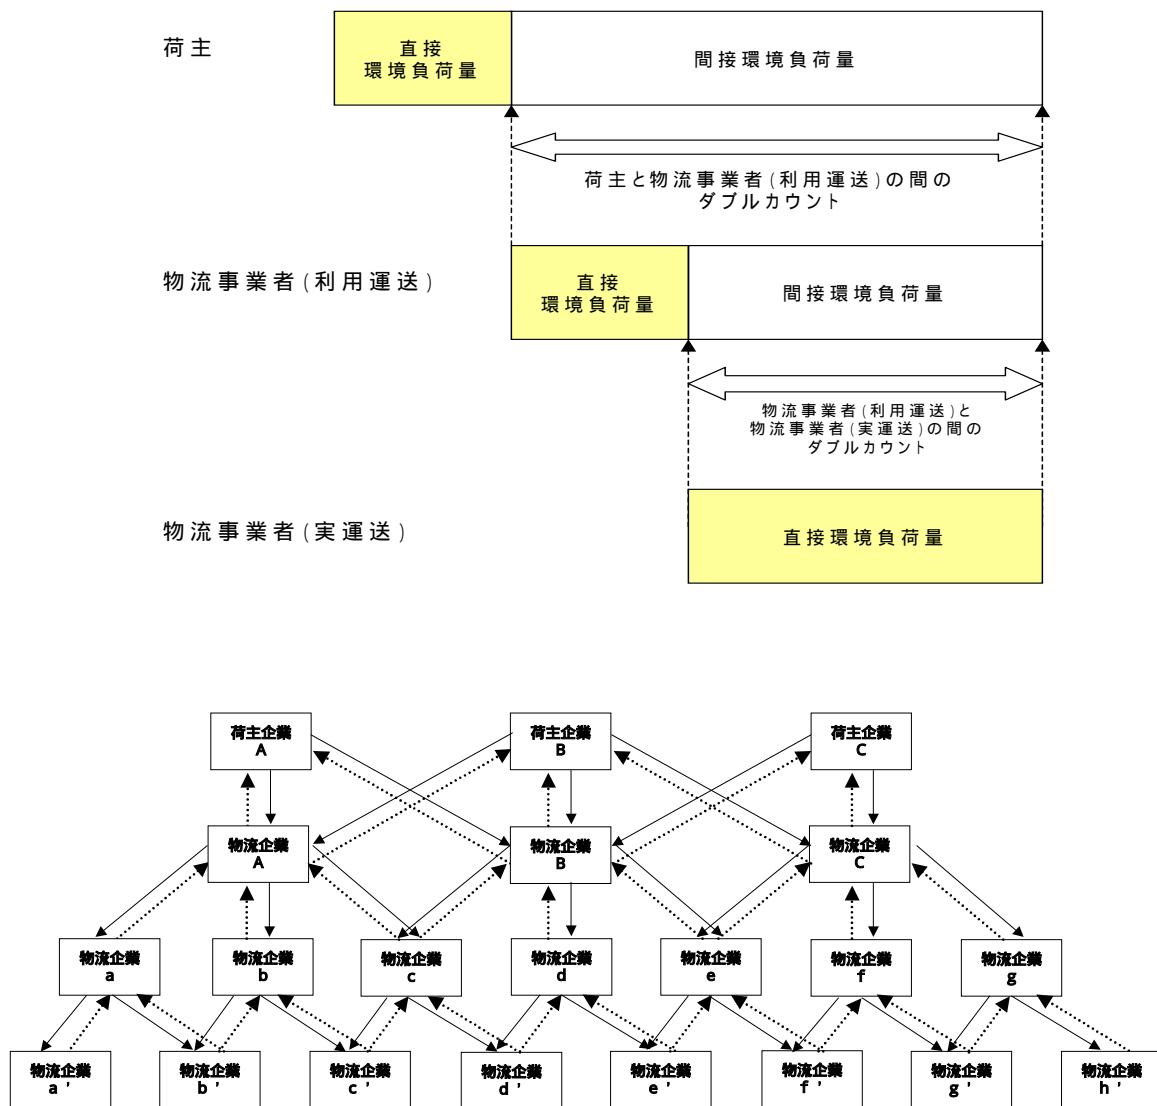 荷主
直接
環境負荷量
間接環境負荷量
荷主と物流事業者(利用運送)の間の
ダブルカウント
物流事業者(利用運送)
直接
環境負荷量
間接環境負荷量
物流事業者(利用運送)と
物流事業者(実運送)の間の
ダブルカウント
物流事業者(実運送)
直接環境負荷量
荷主企業
A
荷主企業
B
荷主企業
C
物流企業
A
物流企業
B
物流企業
C
物流企業
a
物流企業
b
物流企業
c
物流企業
d
物流企業
e
物流企業
f
物流企業
g
物流企業
a'
物流企業
b'
物流企業
c'
物流企業
d'
物流企業
e'
物流企業
f'
物流企業
g'
物流企業
h'